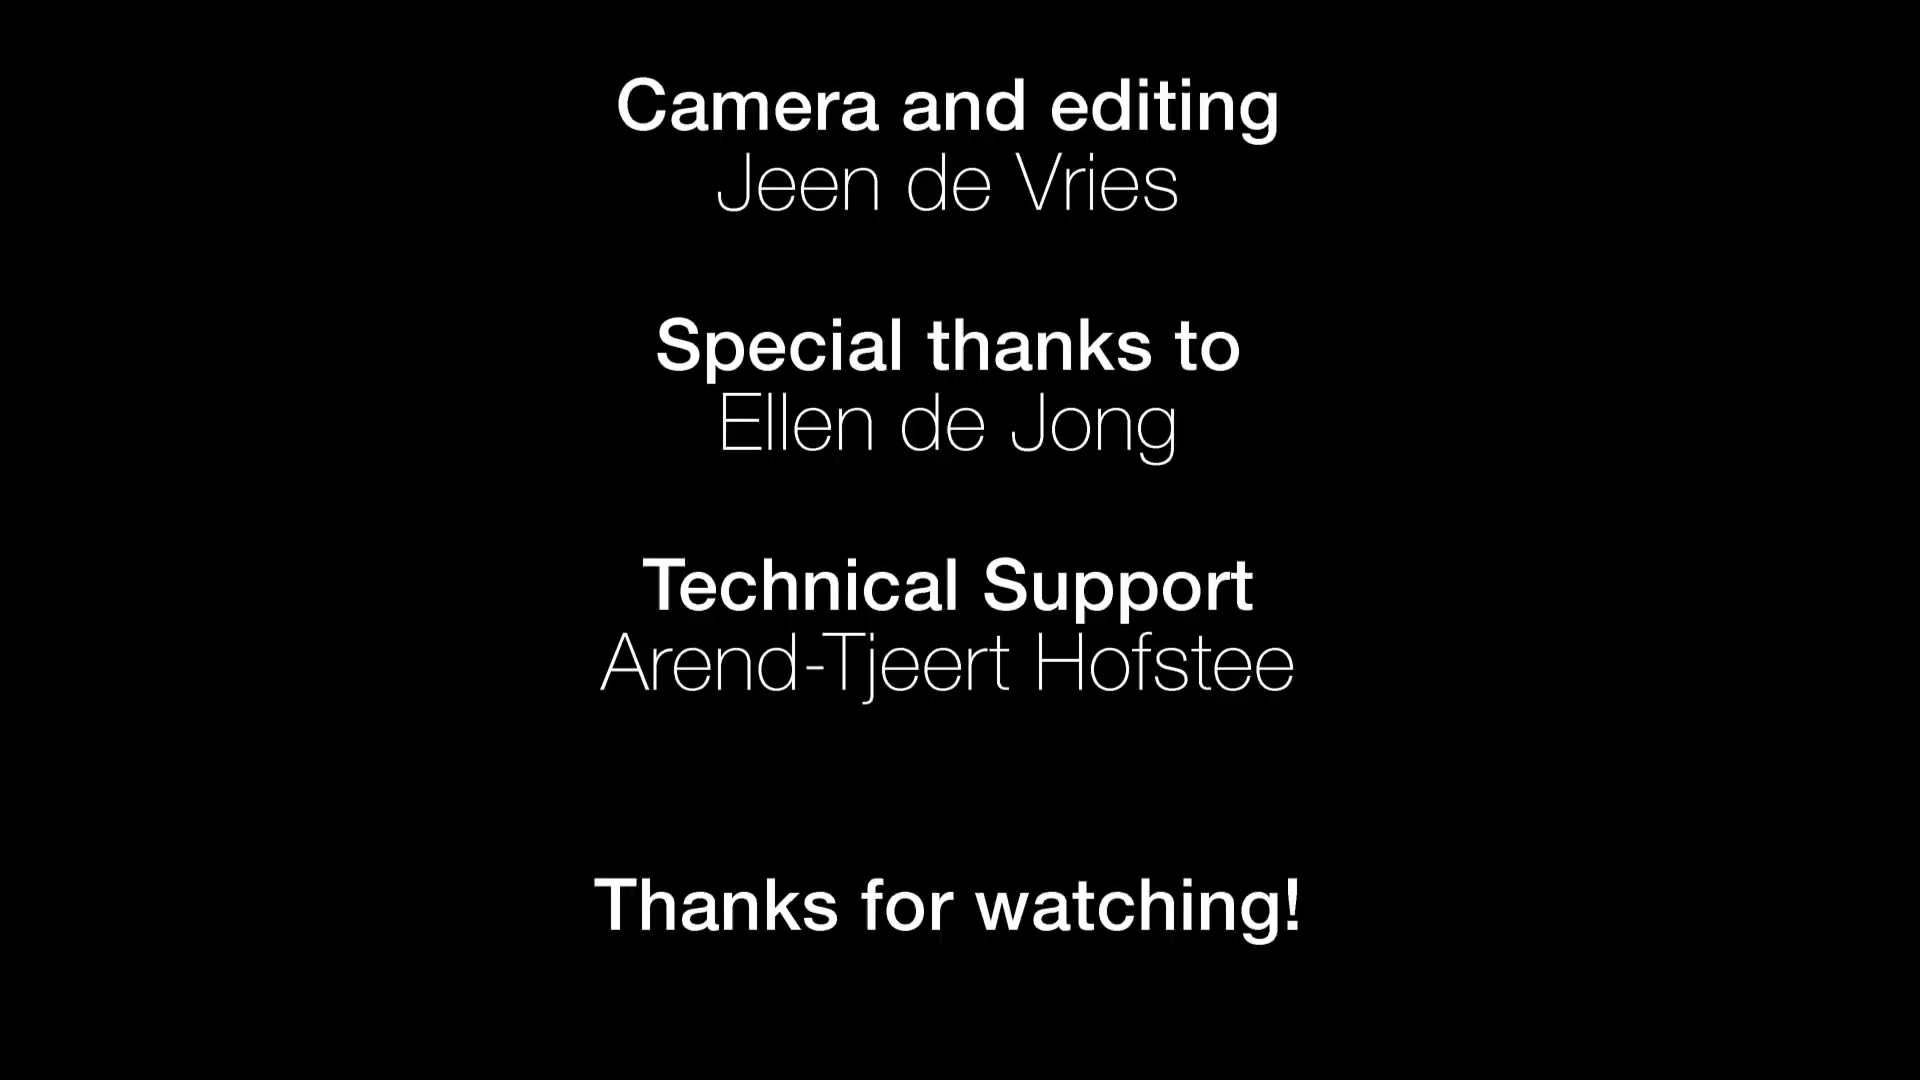 Camera and editing
Jeen de Vries
Special thanks to
Ellen de Jong
Technical Support
Arend-Tjeert Hofstee
Thanks for watching!